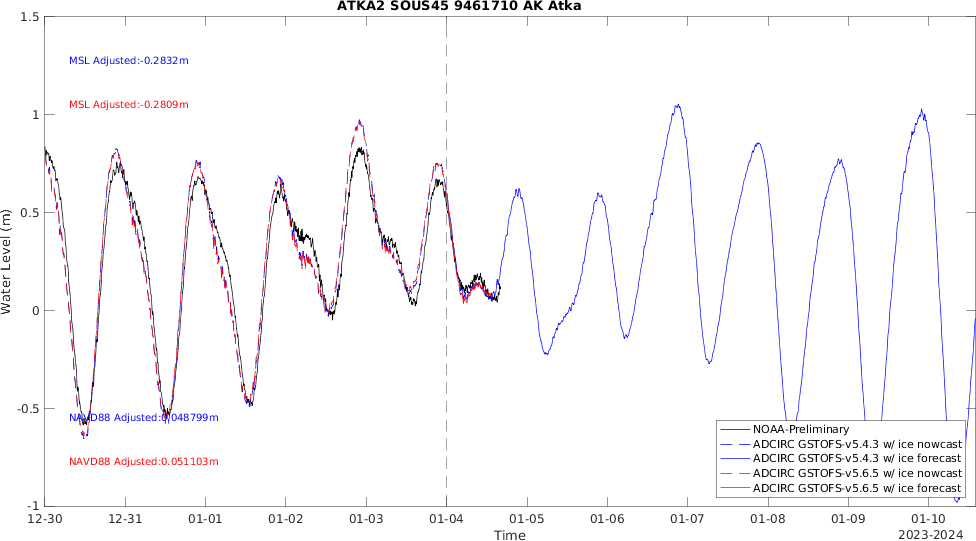 ATKA2 SOUS45 9461710 AK Atka
1.5
MSL Adjusted:-0.2832m
MSL Adjusted:-0.2809m
1
0.5
Water Level (m)
0
-0.5
NAVD88 Adjusted:0.048799m
NAVD88 Adjusted:0.051103m
NOAA-Preliminary
ADCIRC GSTOFS-v5.4.3 w/ ice nowcast
ADCIRC GSTOFS-v5.4.3 w/ ice forecast
ADCIRC GSTOFS-v5.6.5 w/ ice nowcast
ADCIRC GSTOFS-v5.6.5 w/ ice forecast
-1
12-30 12-31 01-01 01-02 01-03 01-04 01-05 01-06 01-07 01-08 01-09 01-10
2023-2024
Time